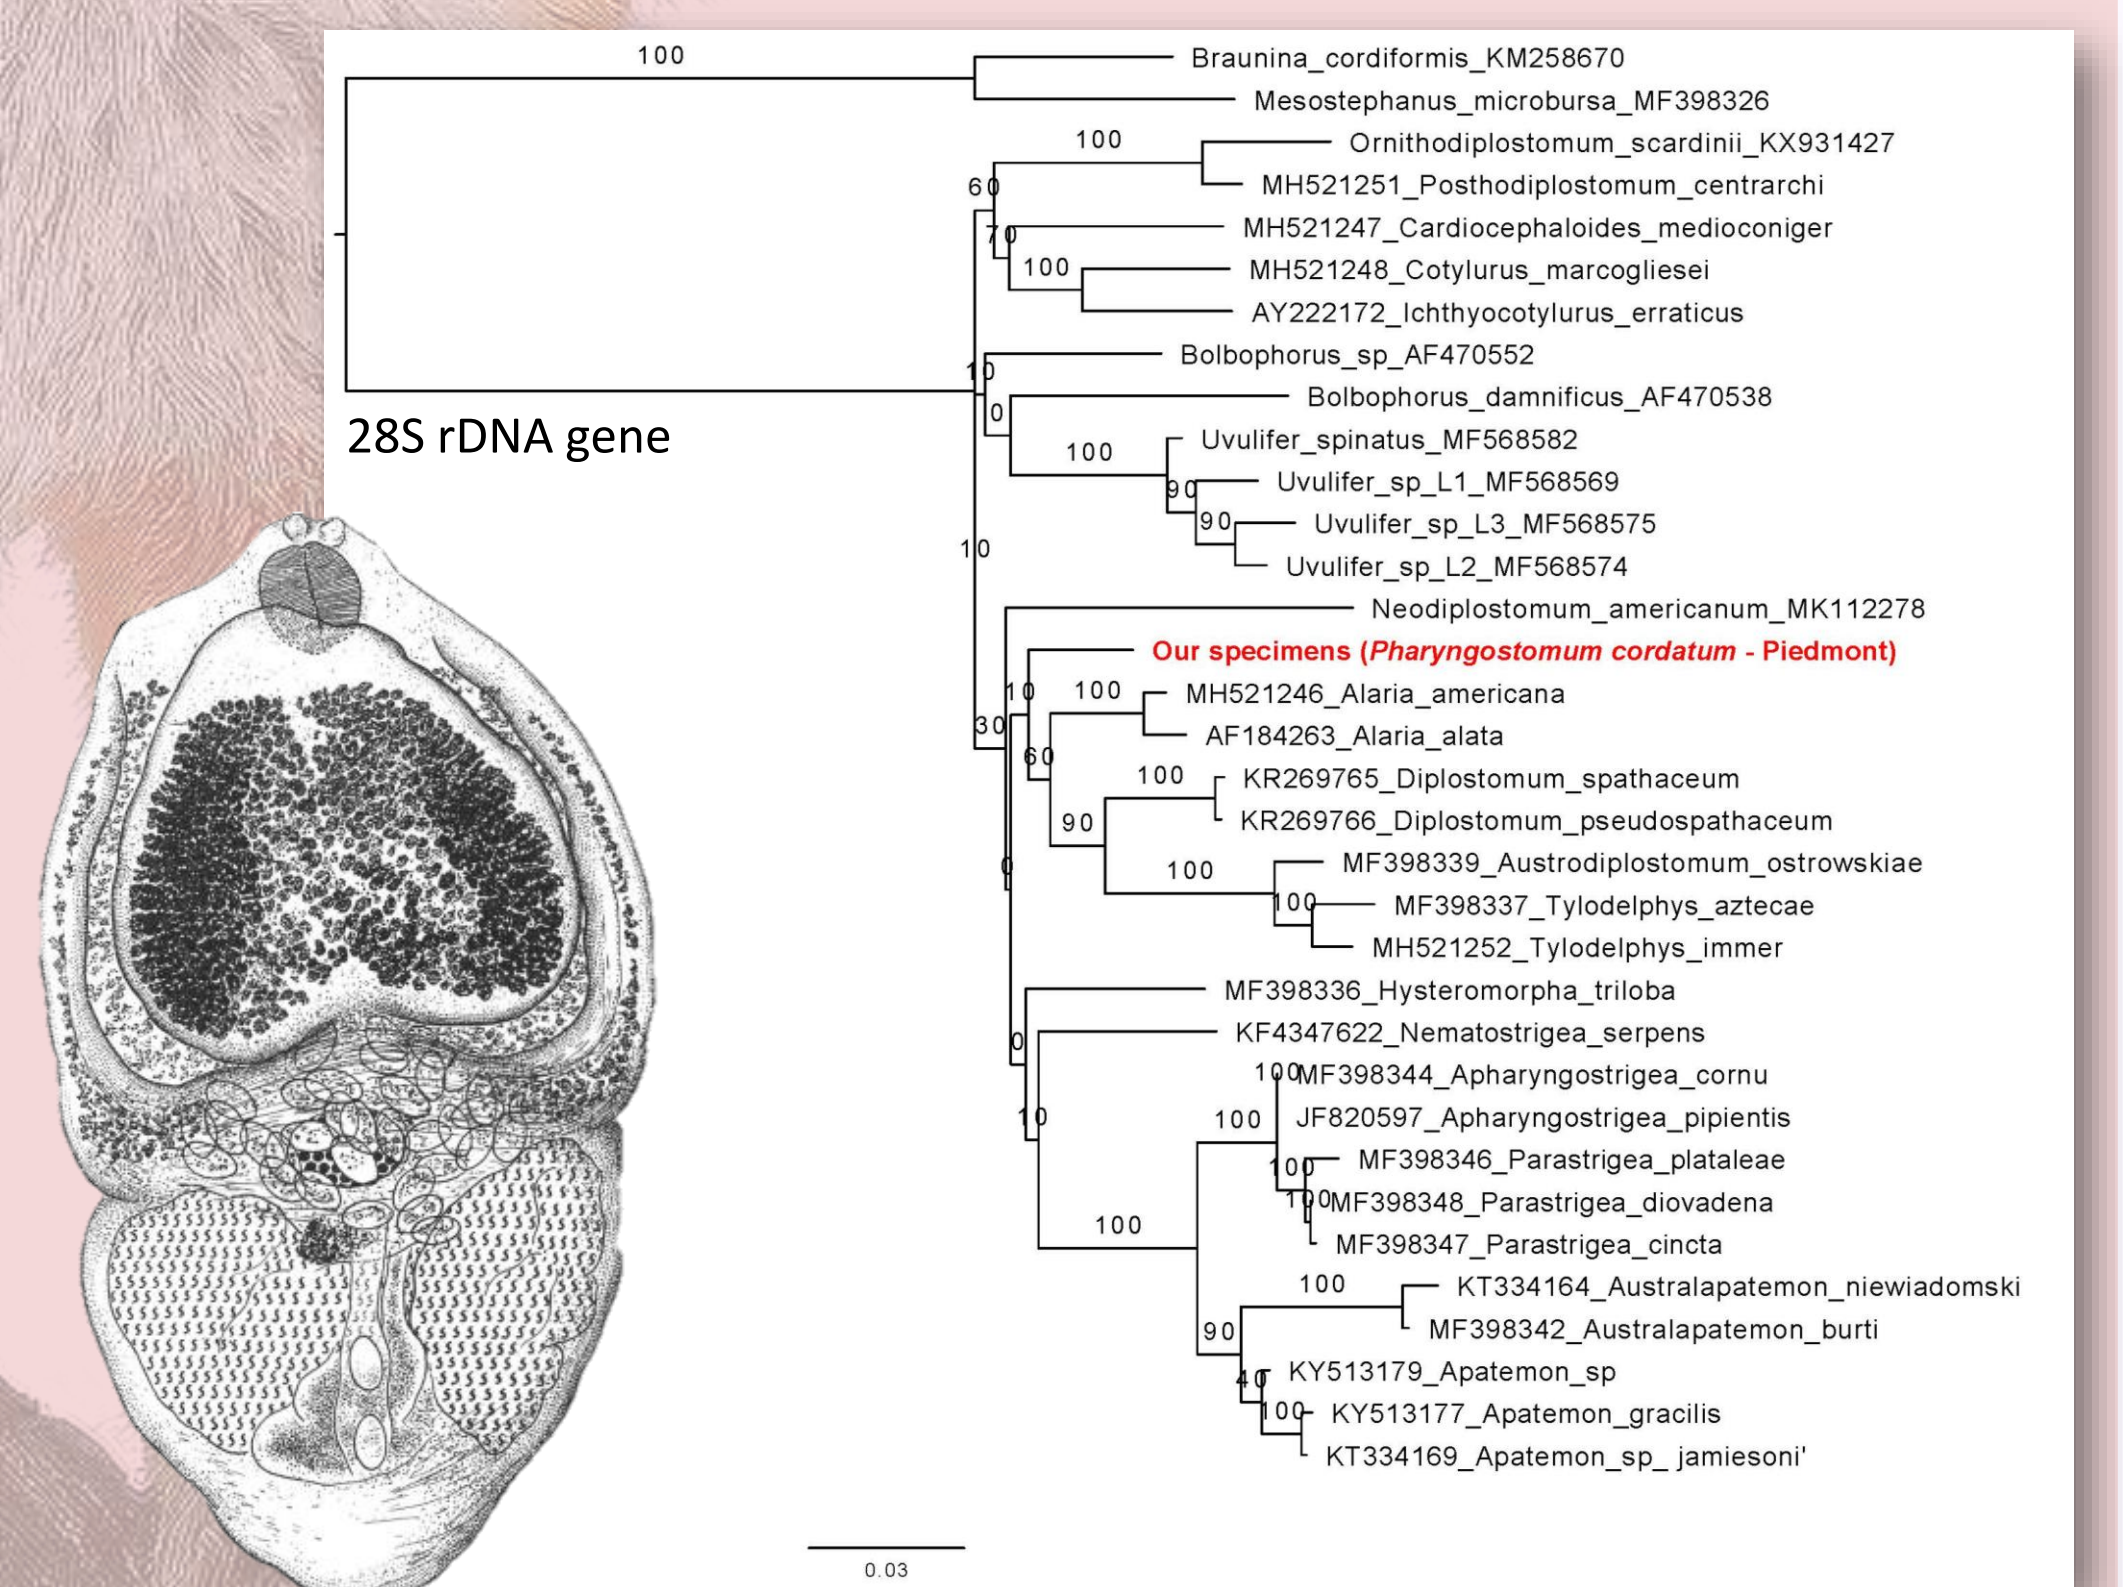 100
Braunina_cordiformis_KM258670
Mesostephanus_microbursa_MF398326
100
Ornithodiplostomum_scardinii_KX931427
60
MH521251_Posthodiplostomum_centrarchi
70
MH521247_Cardiocephaloides_medioconiger
100
MH521248_Cotylurus_marcogliesei
AY222172_Ichthyocotylurus_erraticus
10
Bolbophorus_sp_AF470552
0
Bolbophorus_damnificus_AF470538
28S rDNA gene
100
Uvulifer_spinatus_MF568582
90
Uvulifer_sp_L1_MF568569
90
Uvulifer_sp_L3_MF568575
10
Uvulifer_sp_L2_MF568574
Neodiplostomum_americanum_MK112278
Our specimens (Pharyngostomum cordatum - Piedmont)
10
100
MH521246_Alaria_americana
30
AF184263_Alaria_alata
60
100
KR269765_Diplostomum_spathaceum
90
KR269766_Diplostomum_pseudospathaceum
0
100
MF398339_Austrodiplostomum_ostrowskiae
100
MF398337_Tylodelphys_aztecae
MH521252_Tylodelphys_immer
MF398336_Hysteromorpha_triloba
0
KF4347622_Nematostrigea_serpens
100
MF398344_Apharyngostrigea_cornu
10
100
JF820597_Apharyngostrigea_pipientis
100
MF398346_Parastrigea_plataleae
100
MF398348_Parastrigea_diovadena
100
MF398347_Parastrigea_cincta
100
KT334164_Australapatemon_niewiadomski
90
MF398342_Australapatemon_burti
40
KY513179_Apatemon_sp
100
KY513177_Apatemon_gracilis
KT334169_Apatemon_sp_ jamiesoni'
0.03